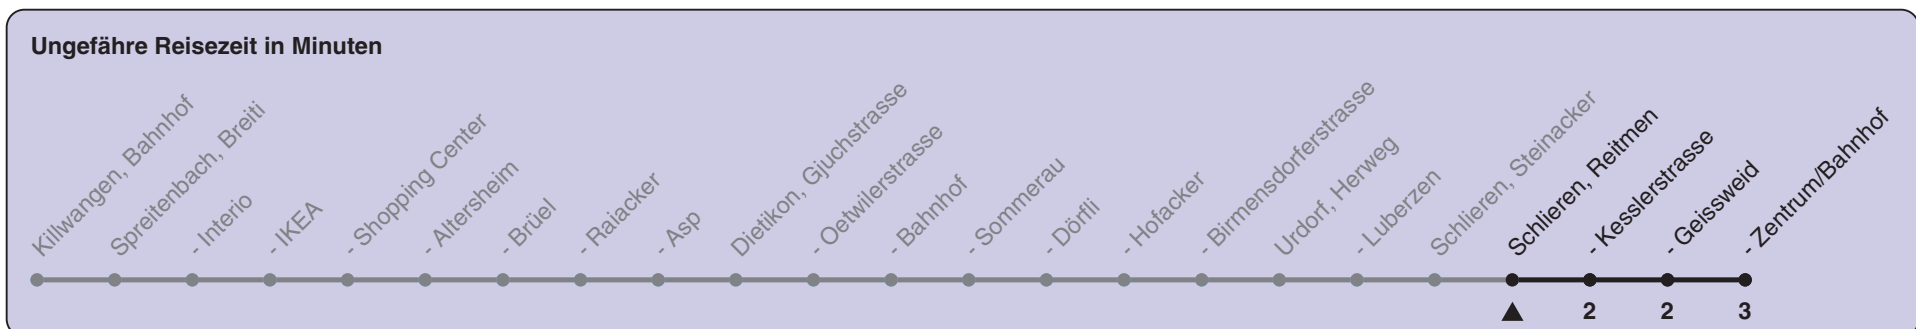 Ungefähre Reisezeit in Minuten
Killwangen, Bahnhof
Spreitenbach, Breiti
- Interio
- IKEA
- Shopping Center
- Altersheim
- Brüel
- Raiacker
- Asp
Dietikon, Gjuchstrasse
- Oetwilerstrasse
- Bahnhof
- Sommerau
- Dörfli
- Hofacker
- Birmensdorferstrasse
Urdorf, Herweg
- Luberzen
Schlieren, Steinacker
Schlieren, Reitmen
- Kesslerstrasse
- Geissweid
- Zentrum/Bahnhof
2 2 3